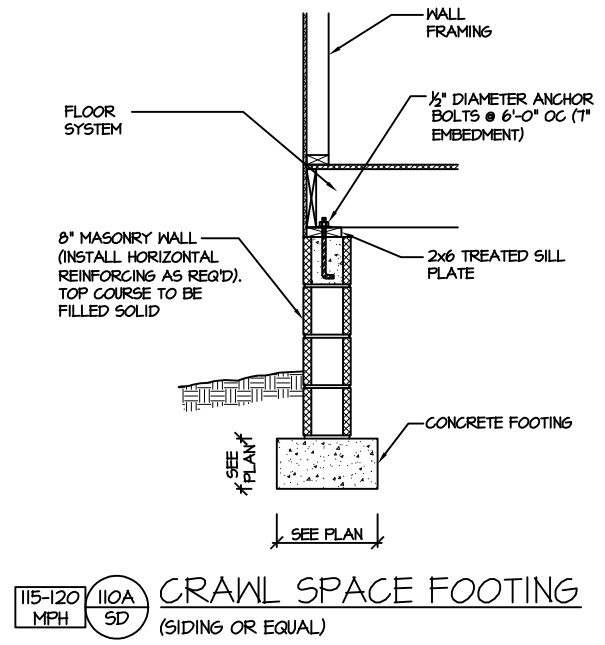 WALL
FRAMING
½" DIAMETER ANCHOR
BOLTS @ 6'-0" OC (7"
EMBEDMENT)
FLOOR
SYSTEM
8" MASONRY WALL
(INSTALL HORIZONTAL
REINFORCING AS REQ'D).
TOP COURSE TO BE
FILLED SOLID
2x6 TREATED SILL
PLATE
CONCRETE FOOTING
SEE
PLAN
SEE PLAN
115-120
MPH
110A
SD
CRAWL SPACE FOOTING
(SIDING OR EQUAL)